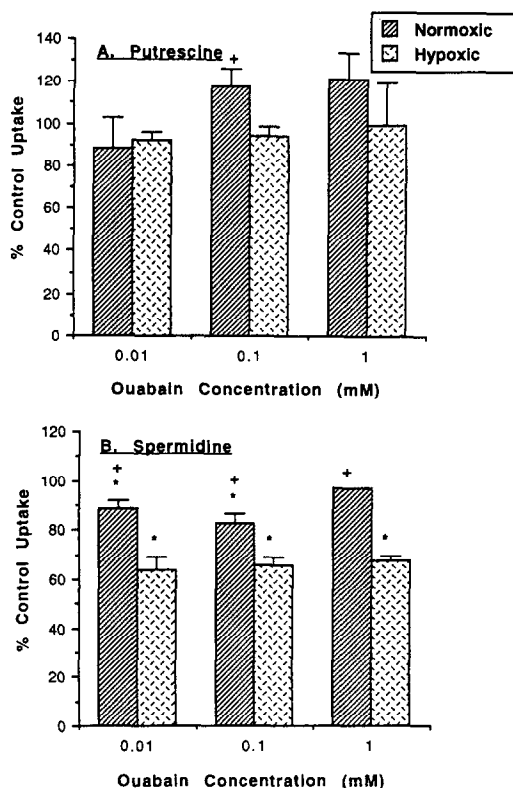 Normoxic
Hypoxic
A. Putrescine
+
140
120
100
80
60
40
20
0
% Control Uptake
0.01 0.1 1
Ouabain Concentration (mM)
B. Spermidine
+ + +
* * * * *
120
100
80
60
40
20
0
% Control Uptake
0.01 0.1 1
Ouabain Concentration (mM)